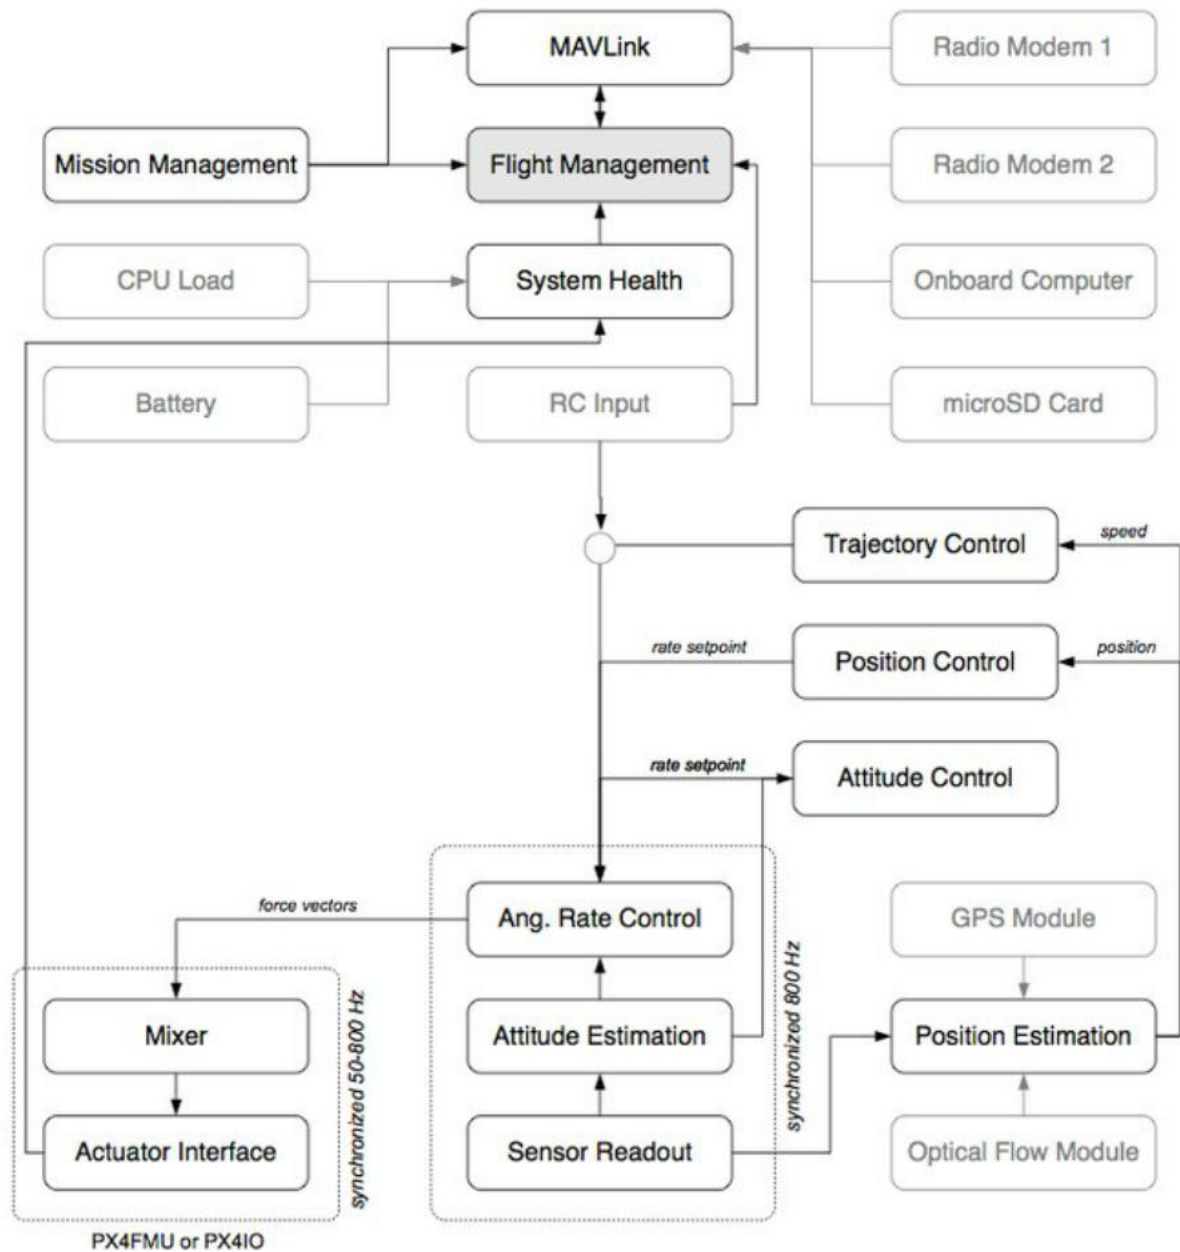 MAVLink
Radio Modem 1
Mission Management
Flight Management
Radio Modem 2
CPU Load
System Health
Onboard Computer
Battery
RC Input
microSD Card
Trajectory Control
speed
rate setpoint
Position Control
position
rate setpoint
Attitude Control
force vectors
Ang. Rate Control
GPS Module
synchronized 50-800 Hz
synchronized 800 Hz
Mixer
Attitude Estimation
Position Estimation
Actuator Interface
Sensor Readout
Optical Flow Module
PX4FMU or PX4IO